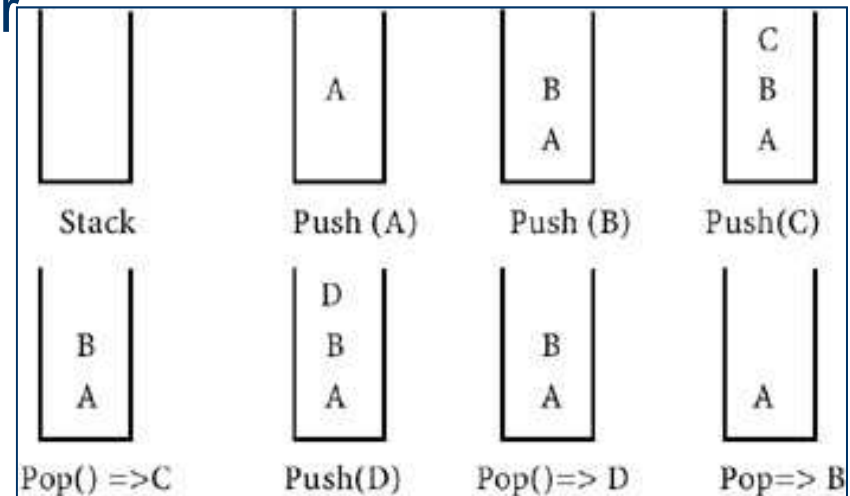 r
A
B
A
C
B
A
Stack
Push (A)
Push (B)
Push(C)
B
A
D
B
A
B
A
A
Pop() =>C
Push(D)
Pop()=> D
Pop=> B